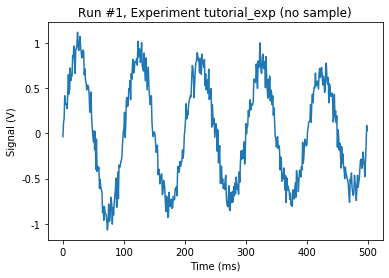 Run #1, Experiment tutorial_exp (no sample)
1
0.5
0
-0.5
-1
Signal (V)
0 100 200 300 400 500
Time (ms)